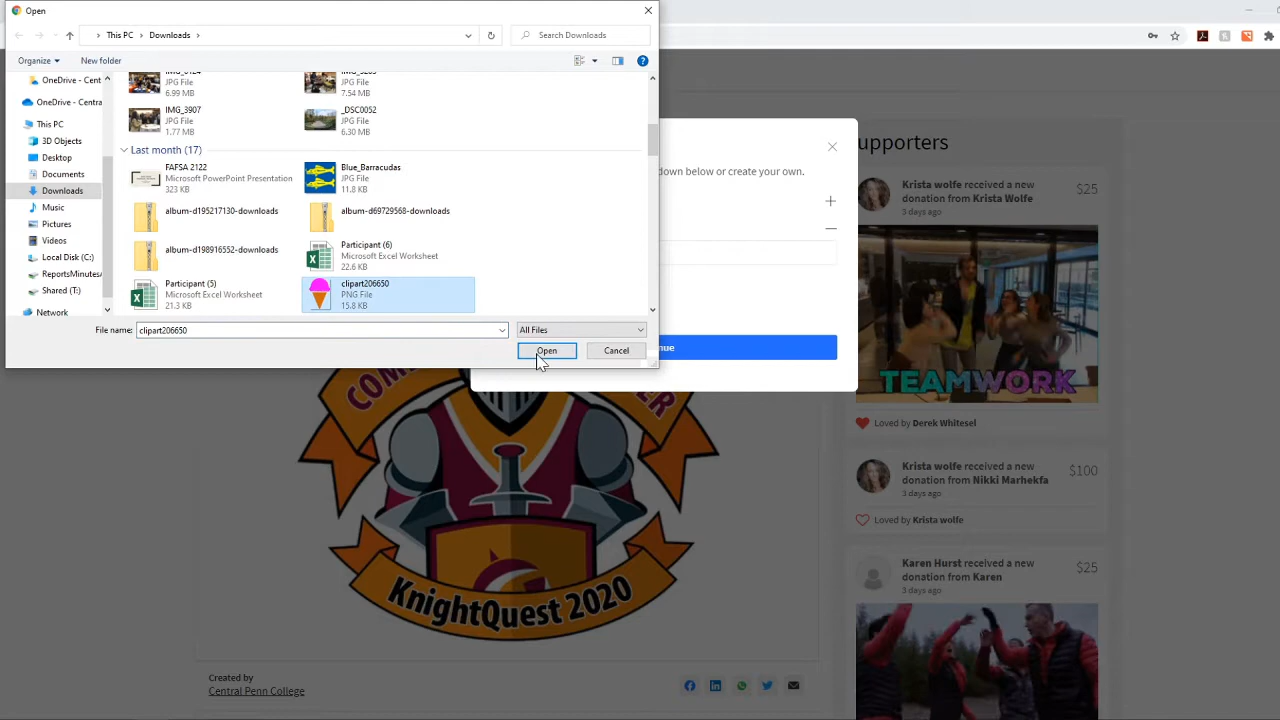 Open
This PC
Downloads
Search Downloads
Organize
New folder
OneDrive - Cent
OneDrive - Centra
This PC
3D Objects
Desktop
Documents
Downloads
Music
Pictures
Videos
Local Disk (C:)
ReportsMinutes
Shared (T:)
Network
JPG File
6.99 MB
JPG File
7.54 MB
IMG_3907
JPG File
1.77 MB
_DSC0052
JPG File
6.30 MB
Last month (17)
FAFSA 2122
Microsoft PowerPoint Presentation
323 KB
Blue_Barracudas
JPG File
11.8 KB
album-d195217130-downloads
album-d69729568-downloads
album-d198916552-downloads
Participant (6)
Microsoft Excel Worksheet
22.6 KB
Participant (5)
Microsoft Excel Worksheet
21.3 KB
clipart206650
PNG File
15.8 KB
File name:
clipart206650
All Files
Open
Cancel
down below or create your own.
nue
KnightQuest 2020
Created by
Central Penn College
upporters
Krista wolfe received a new
donation from Krista Wolfe
3 days ago
$25
TEAMWORK
Loved by Derek Whitesel
Krista wolfe received a new
donation from Nikki Marhekfa
3 days ago
$100
Loved by Krista wolfe
Karen Hurst received a new
donation from Karen
3 days ago
$25